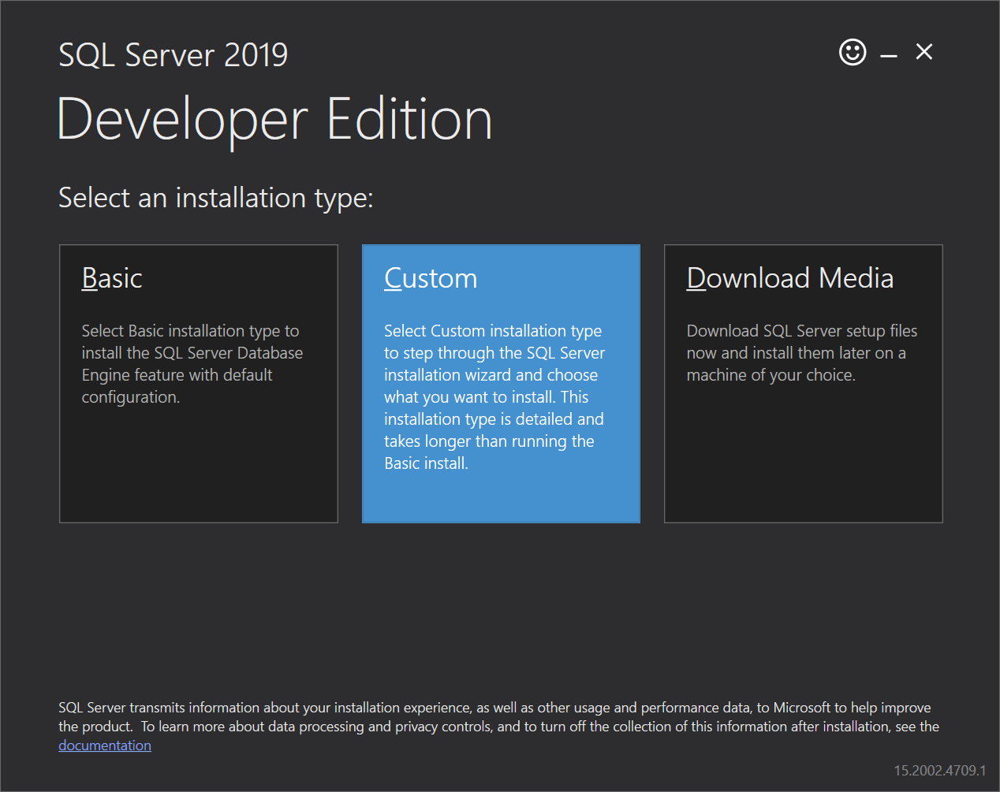 SQL Server 2019
Developer Edition
Select an installation type:
Basic
Select Basic installation type to
install the SQL Server Database
Engine feature with default
configuration.
Custom
Select Custom installation type
to step through the SQL Server
installation wizard and choose
what you want to install. This
installation type is detailed and
takes longer than running the
Basic install.
Download Media
Download SQL Server setup files
now and install them later on a
machine of your choice.
SQL Server transmits information about your installation experience, as well as other usage and performance data, to Microsoft to help improve
the product.  To learn more about data processing and privacy controls, and to turn off the collection of this information after installation, see the
documentation
15.2002.4709.1